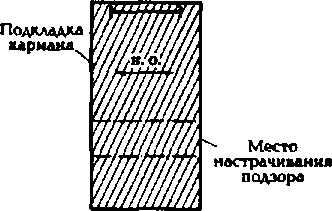 Подкладка
кармана
н. о.
Место
настрачивания
подзора